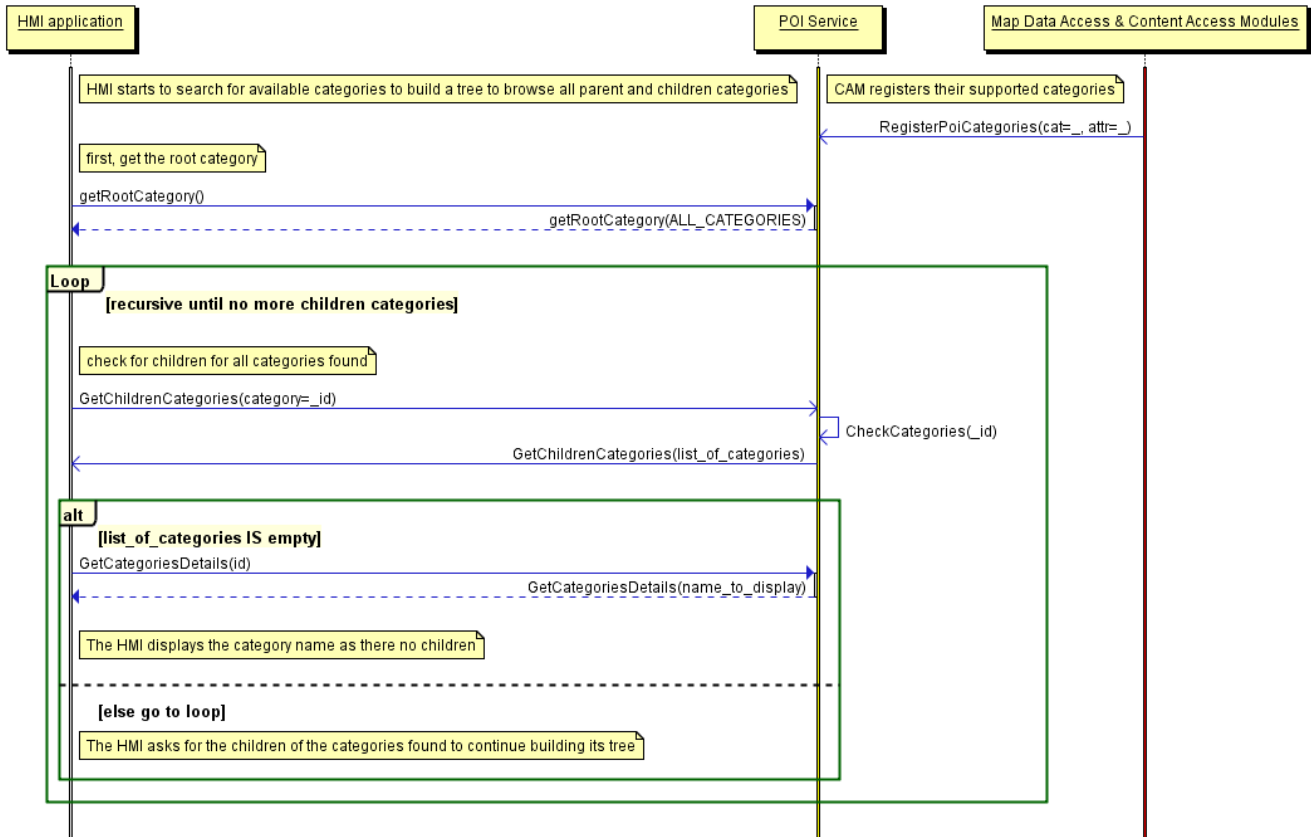 HMI application
POI Service
Map Data Access & Content Access Modules
HMI starts to search for available categories to build a tree to browse all parent and children categories
CAM registers their supported categories
RegisterPoiCategories(cat=_, attr=_)
first, get the root category
getRootCategory()
getRootCategory(ALL_CATEGORIES)
Loop
[recursive until no more children categories]
check for children for all categories found
GetChildrenCategories(category=_id)
CheckCategories(_id)
GetChildrenCategories(list_of_categories)
alt
[list_of_categories IS empty]
GetCategoriesDetails(id)
GetCategoriesDetails(name_to_display)
The HMI displays the category name as there no children
[else go to loop]
The HMI asks for the children of the categories found to continue building its tree